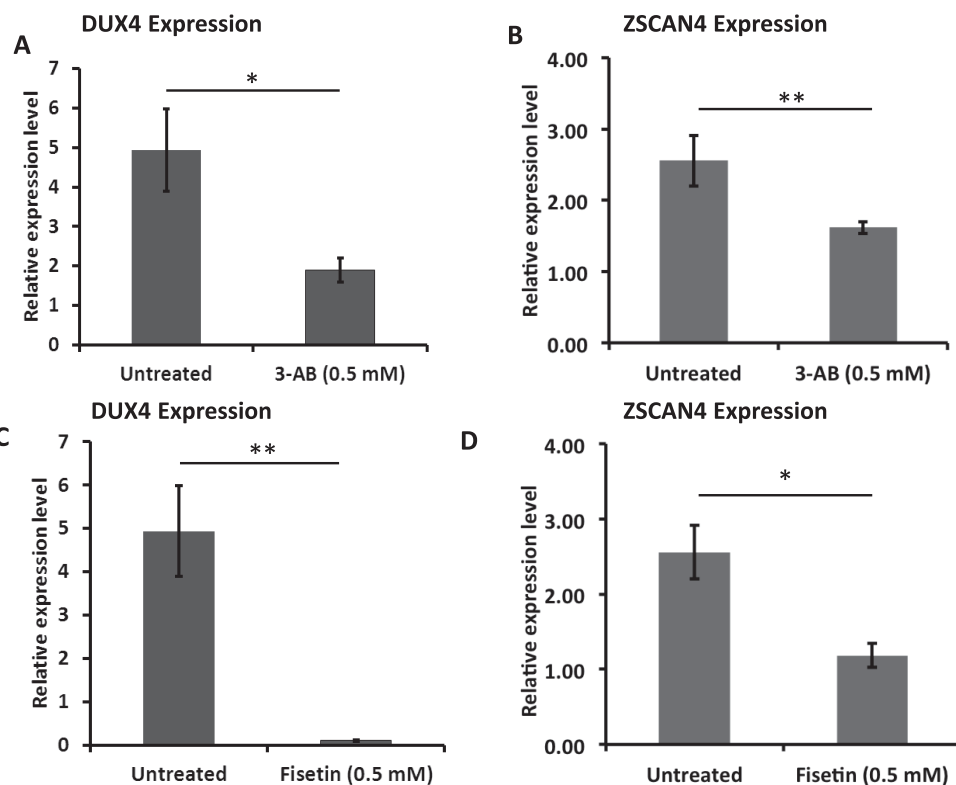 DUX4 Expression
A
7
6
5
4
3
2
1
0
Relative expression level
*
Untreated
3-AB (0.5 mM)
ZSCAN4 Expression
B
4.00
3.00
2.00
1.00
0.00
Relative expression level
**
Untreated
3-AB (0.5 mM)
DUX4 Expression
C
7
6
5
4
3
2
1
0
Relative expression level
**
Untreated
Fisetin (0.5 mM)
ZSCAN4 Expression
D
4.00
3.00
2.00
1.00
0.00
Relative expression level
*
Untreated
Fisetin (0.5 mM)